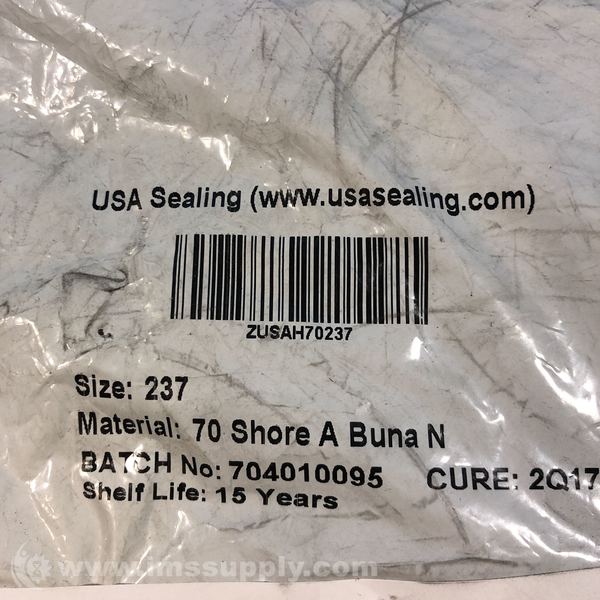 USA Sealing (www.usasealing.com)
ZUSAH70237
Size: 237
Material: 70 Shore A Buna N
BATCH No: 704010095 CURE: 2Q17
Shelf Life: 15 Years
www.imssupply.com